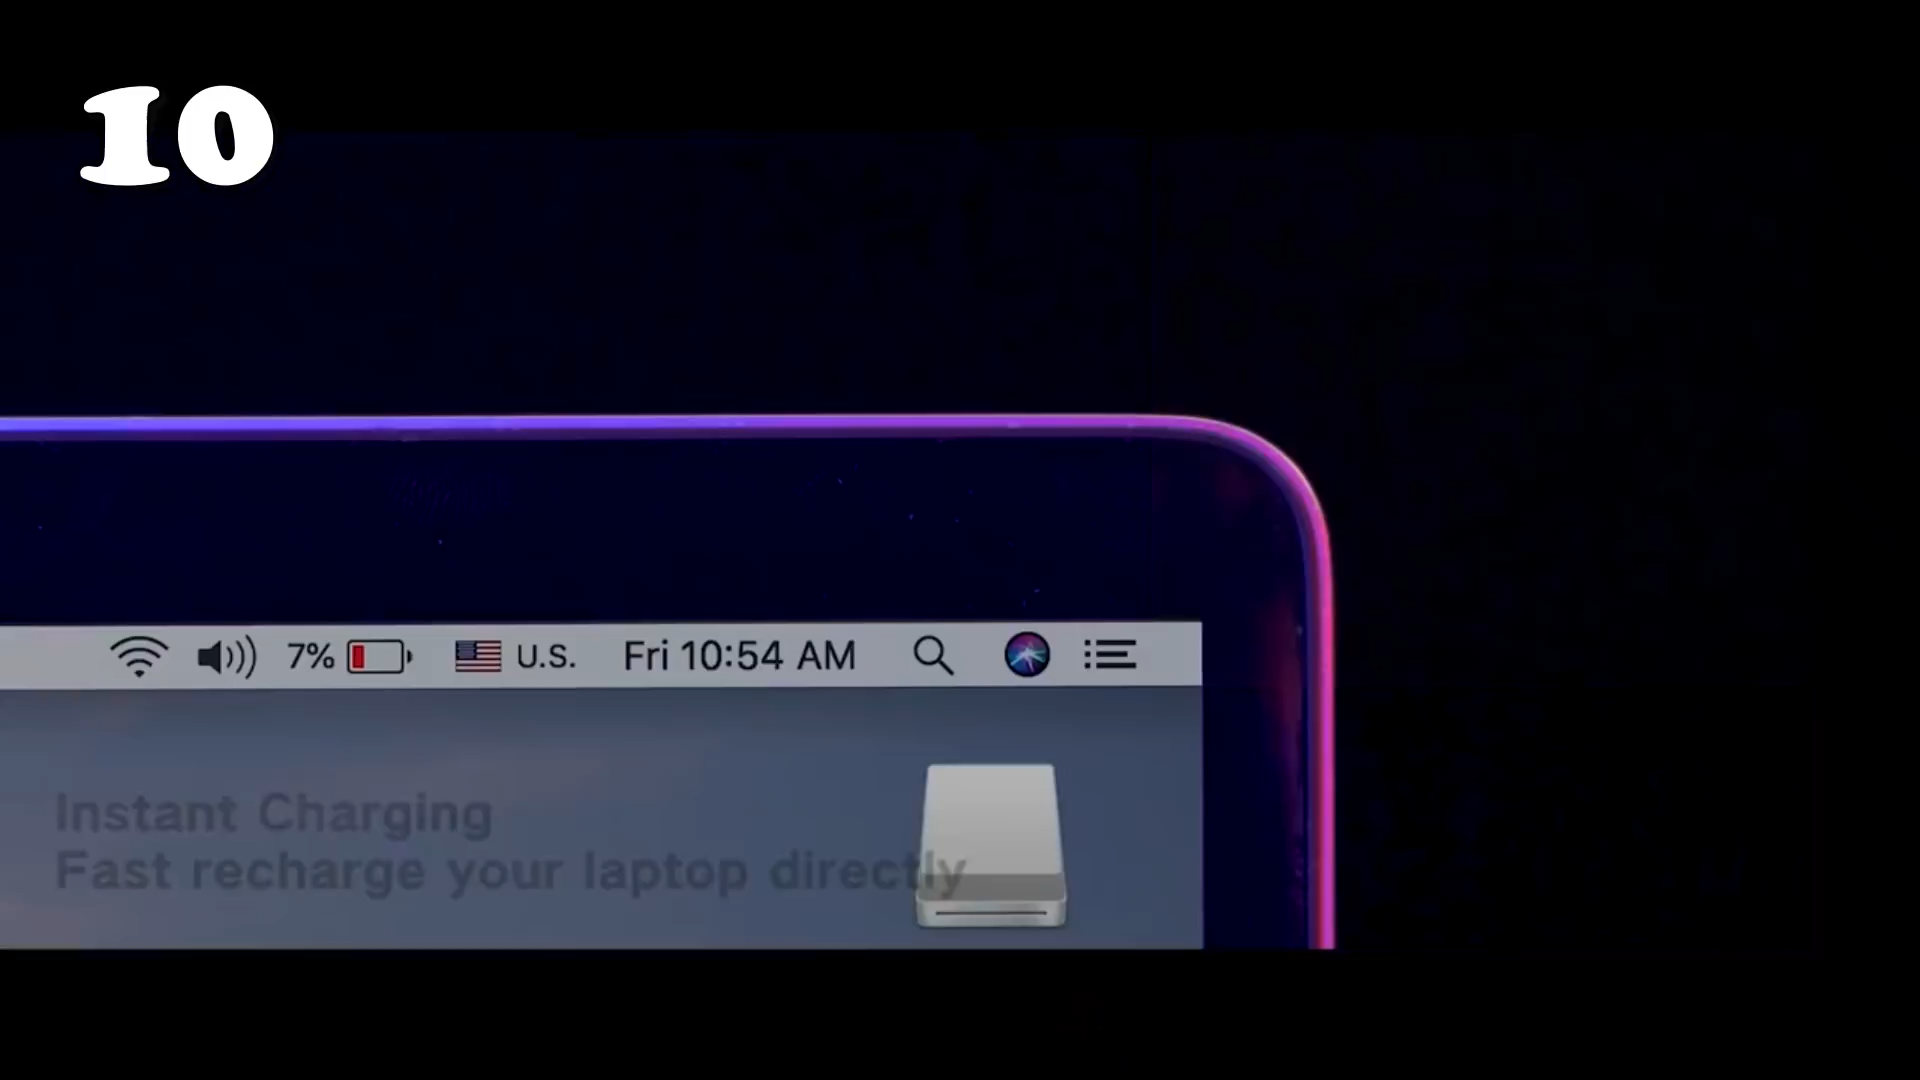 10
7% U.S. Fri 10:54 AM
Instant Charging
Fast recharge your laptop directly